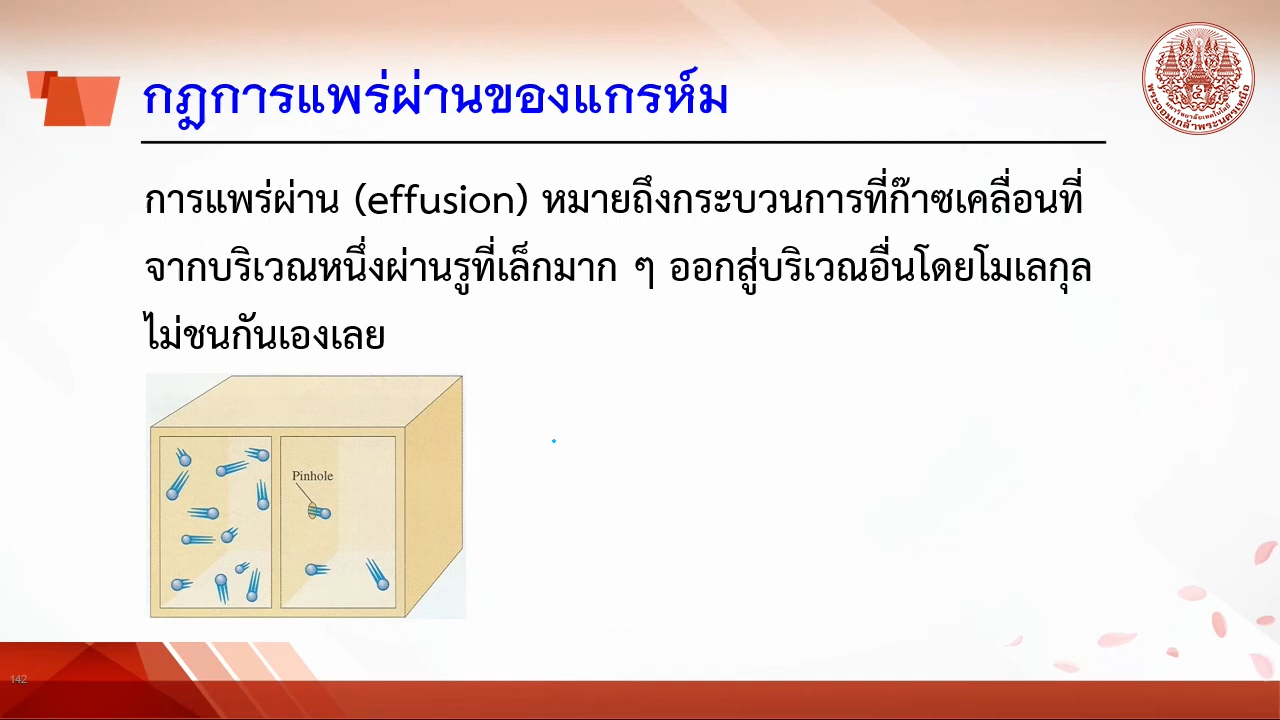 กฎการแพร่ผ่านของแกรห์ม
การแพร่ผ่าน (effusion) หมายถึงกระบวนการที่ก๊าซเคลื่อนที่
จากบริเวณหนึ่งผ่านรูที่เล็กมาก ๆ ออกสู่บริเวณอื่นโดยโมเลกุล
ไม่ชนกันเองเลย
Pinhole
142